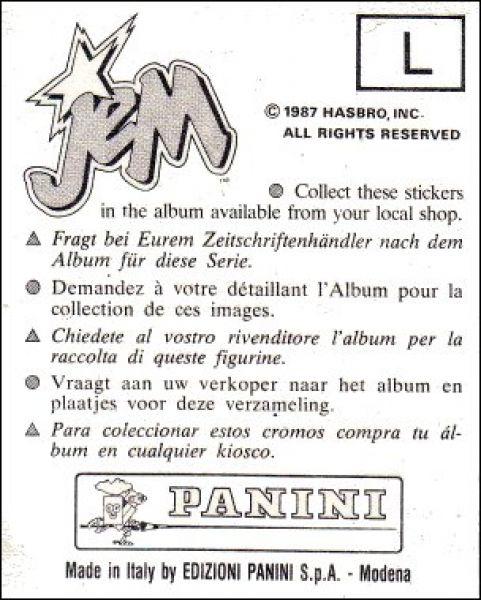 L
JEM
© 1987 HASBRO, INC.
ALL RIGHTS RESERVED
Collect these stickers
in the album available from your local shop.
Fragt bei Eurem Zeitschriftenhändler nach dem
Album für diese Serie.
Demandez à votre détaillant l'Album pour la
collection de ces images.
Chiedete al vostro rivenditore l'album per la
raccolta di queste figurine.
Vraagt aan uw verkoper naar het album en
plaatjes voor deze verzameling.
Para coleccionar estos cromos compra tu ál-
bum en cualquier kiosco.
PANINI
Made in Italy by EDIZIONI PANINI S.p.A. - Modena